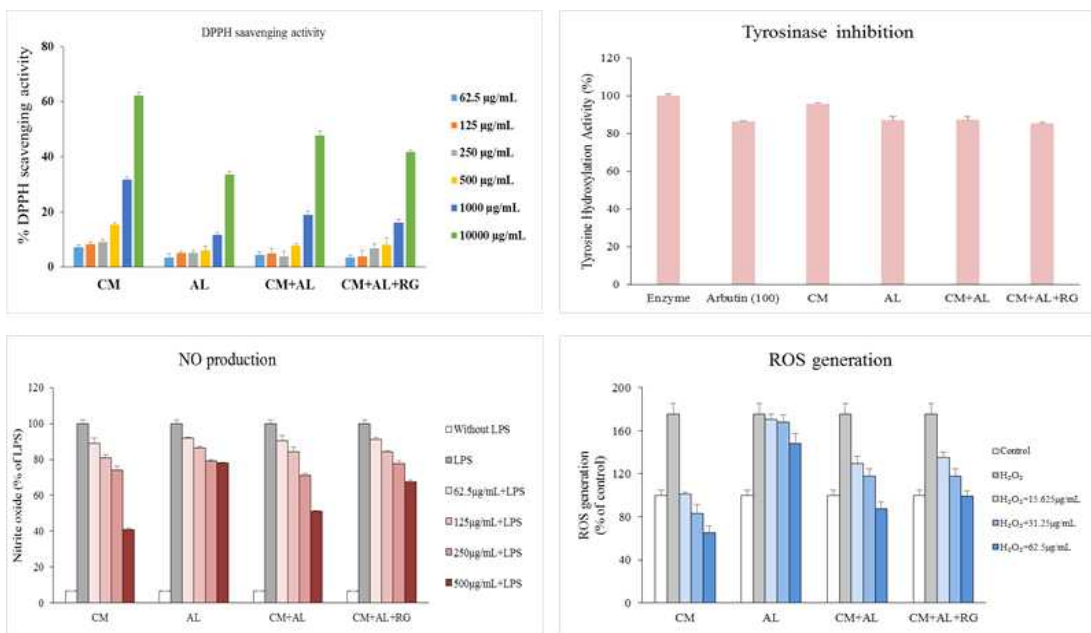 DPPH saavenging activity
% DPPH scavenging activity
80
60
40
20
0
CM
AL
CM+AL
CM+AL+RG
62.5 μg/mL
125 μg/mL
250 μg/mL
500 μg/mL
1000 μg/mL
10000 μg/mL
Tyrosinase inhibition
Tyrosine Hydroxylation Activity (%)
120
100
80
60
40
20
0
Enzyme
Arbutin (100)
CM
AL
CM+AL
CM+AL+RG
NO production
Nitrite oxide (% of LPS)
120
100
80
60
40
20
0
CM
AL
CM+AL
CM+AL+RG
Without LPS
LPS
62.5μg/mL+LPS
125μg/mL+LPS
250μg/mL+LPS
500μg/mL+LPS
ROS generation
ROS generation
(% of control)
200
160
120
80
40
0
CM
AL
CM+AL
CM+AL+RG
Control
H₂O₂
H₂O₂+15.625μg/mL
H₂O₂+31.25μg/mL
H₂O₂+62.5μg/mL